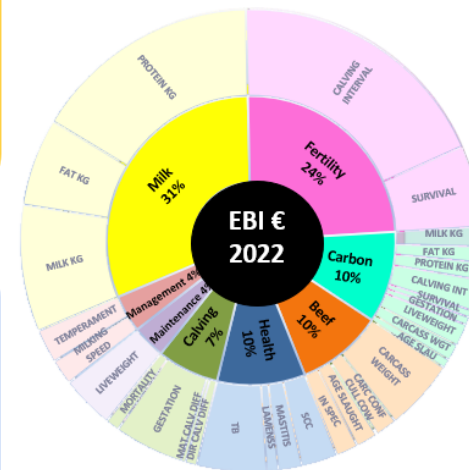 EBI €
2022
Fertility
24%
Carbon
10%
Beef
10%
Health
10%
Calving
7%
Maintenance 4%
Management 4%
Milk
31%
CALVING
INTERVAL
SURVIVAL
MILK KG
FAT KG
PROTEIN KG
CALVING INT
SURVIVAL
GESTATION
LIVEWEIGHT
CARCASS WGT
AGE SLAU
CARCASS
WEIGHT
CARC CONF
CULL COW
AGE SLAUGHT
IN SPEC
SCC
MASTITIS
LAMENSS
TB
DIR CALV DIFF
MAT.CALV DIFF
GESTATION
MORTALITY
LIVEWEIGHT
MILKING
SPEED
TEMPERAMENT
MILK KG
FAT KG
PROTEIN KG